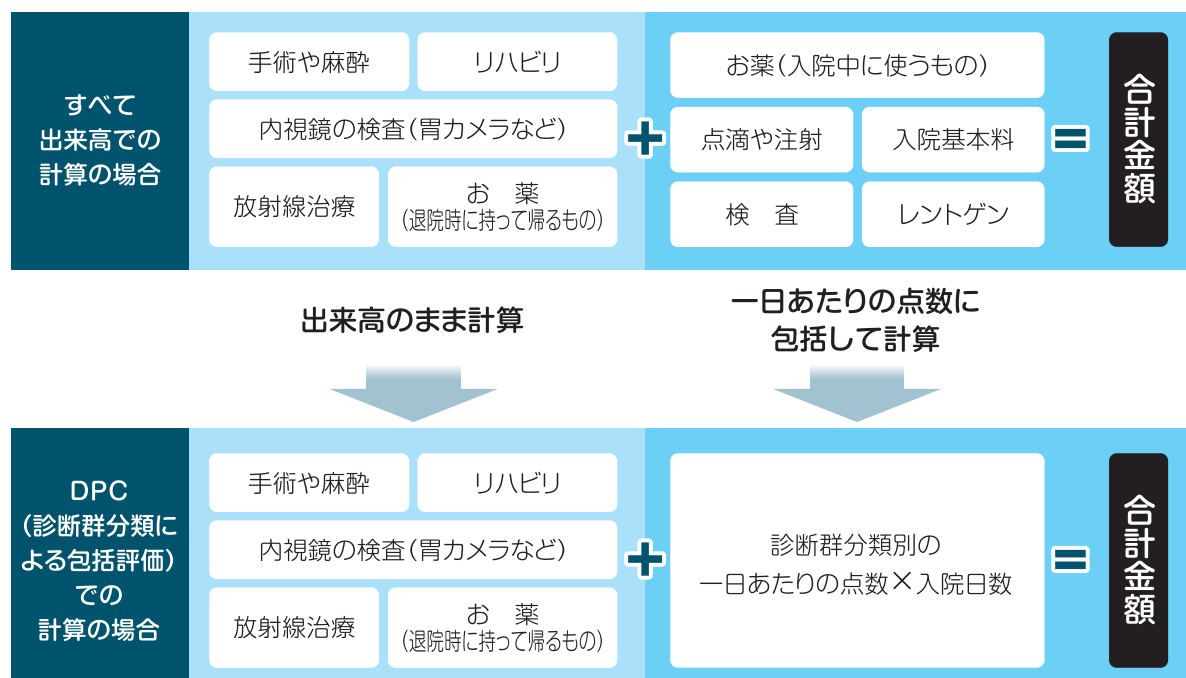 すべて
出来高での
計算の場合
手術や麻酔
リハビリ
内視鏡の検査（胃カメラなど）
放射線治療
お　薬
（退院時に持って帰るもの）
＋
お薬（入院中に使うもの）
点滴や注射
入院基本料
検　査
レントゲン
＝
合計金額
出来高のまま計算
一日あたりの点数に
包括して計算
DPC
（診断群分類に
よる包括評価）
での
計算の場合
手術や麻酔
リハビリ
内視鏡の検査（胃カメラなど）
放射線治療
お　薬
（退院時に持って帰るもの）
＋
診断群分類別の
一日あたりの点数×入院日数
＝
合計金額